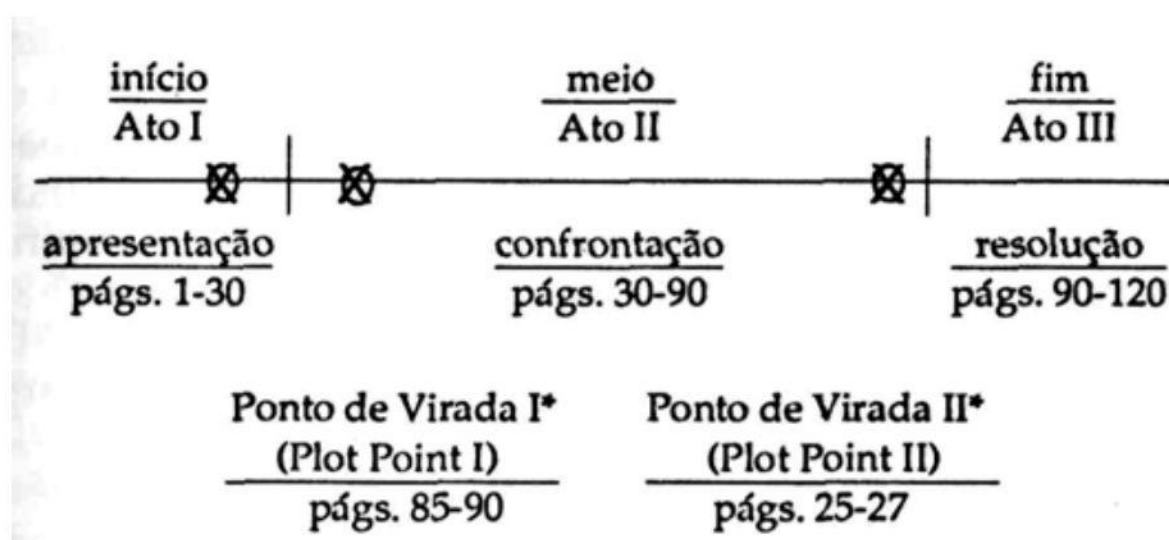 início meio fim
Ato I Ato II Ato III
apresentação confrontação resolução
págs. 1-30 págs. 30-90 págs. 90-120
Ponto de Virada I* Ponto de Virada II*
(Plot Point I) (Plot Point II)
págs. 85-90 págs. 25-27